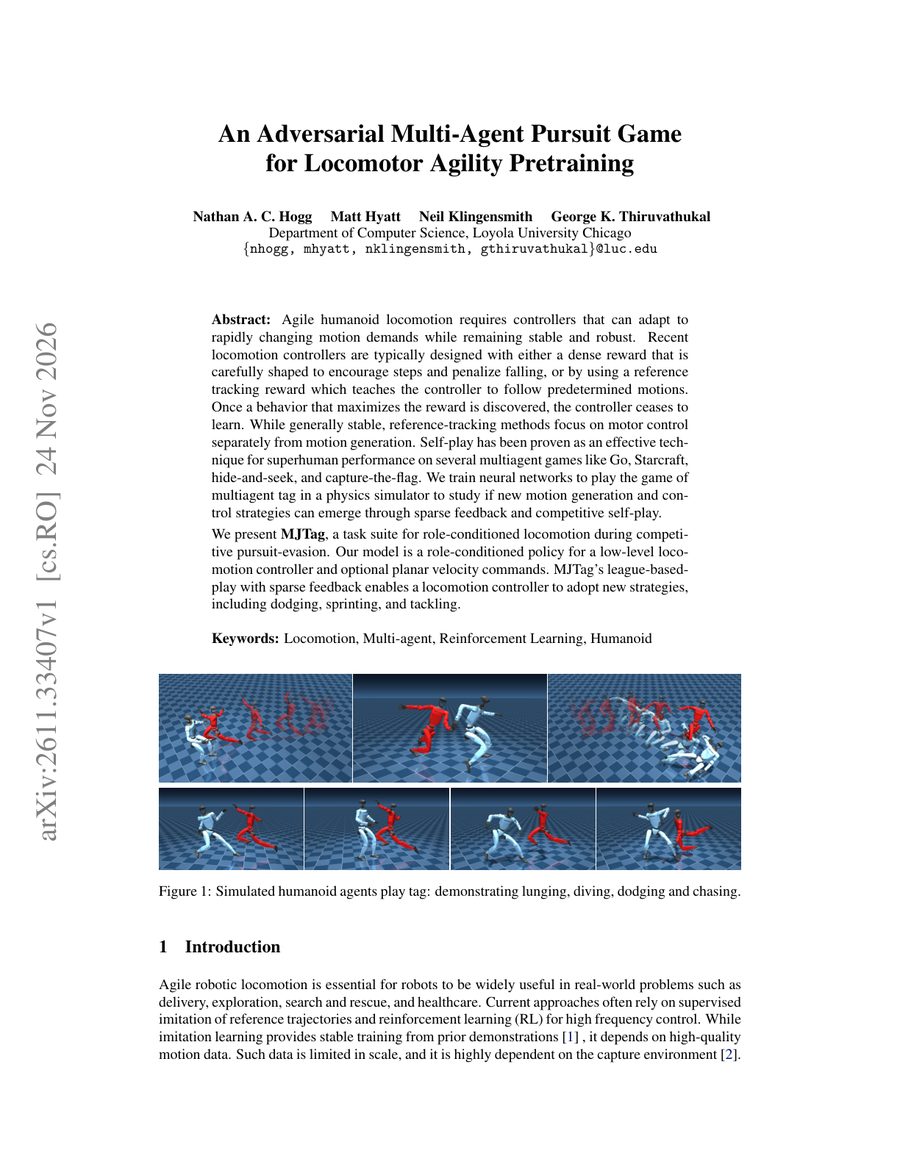 An Adversarial Multi-Agent Pursuit Game
for Locomotor Agility Pretraining
Nathan A. C. Hogg Matt Hyatt Neil Klingensmith George K. Thiruvathukal
Department of Computer Science, Loyola University Chicago
{nhogg, mhyatt, nklingensmith, gthiruvathukal}@luc.edu
arXiv:2611.33407v1 [cs.RO] 24 Nov 2026
Abstract: Agile humanoid locomotion requires controllers that can adapt to
rapidly changing motion demands while remaining stable and robust. Recent
locomotion controllers are typically designed with either a dense reward that is
carefully shaped to encourage steps and penalize falling, or by using a reference
tracking reward which teaches the controller to follow predetermined motions.
Once a behavior that maximizes the reward is discovered, the controller ceases to
learn. While generally stable, reference-tracking methods focus on motor control
separately from motion generation. Self-play has been proven as an effective tech-
nique for superhuman performance on several multiagent games like Go, Starcraft,
hide-and-seek, and capture-the-flag. We train neural networks to play the game of
multiagent tag in a physics simulator to study if new motion generation and con-
trol strategies can emerge through sparse feedback and competitive self-play.
We present MJTag, a task suite for role-conditioned locomotion during competi-
tive pursuit-evasion. Our model is a role-conditioned policy for a low-level loco-
motion controller and optional planar velocity commands. MJTag's league-based-
play with sparse feedback enables a locomotion controller to adopt new strategies,
including dodging, sprinting, and tackling.
Keywords: Locomotion, Multi-agent, Reinforcement Learning, Humanoid
Figure 1: Simulated humanoid agents play tag: demonstrating lunging, diving, dodging and chasing.
1 Introduction
Agile robotic locomotion is essential for robots to be widely useful in real-world problems such as
delivery, exploration, search and rescue, and healthcare. Current approaches often rely on supervised
imitation of reference trajectories and reinforcement learning (RL) for high frequency control. While
imitation learning provides stable training from prior demonstrations [1] , it depends on high-quality
motion data. Such data is limited in scale, and it is highly dependent on the capture environment [2].